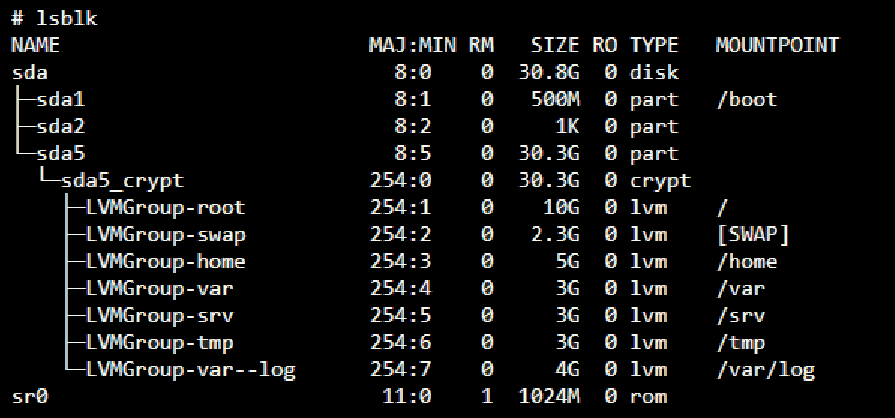 # lsblk
NAME                         MAJ:MIN RM   SIZE RO TYPE   MOUNTPOINT
sda                            8:0    0  30.8G  0 disk
├─sda1                         8:1    0   500M  0 part   /boot
├─sda2                         8:2    0     1K  0 part
└─sda5                         8:5    0  30.3G  0 part
  └─sda5_crypt               254:0    0  30.3G  0 crypt
    ├─LVMGroup-root          254:1    0    10G  0 lvm    /
    ├─LVMGroup-swap          254:2    0   2.3G  0 lvm    [SWAP]
    ├─LVMGroup-home          254:3    0     5G  0 lvm    /home
    ├─LVMGroup-var           254:4    0     3G  0 lvm    /var
    ├─LVMGroup-srv           254:5    0     3G  0 lvm    /srv
    ├─LVMGroup-tmp           254:6    0     3G  0 lvm    /tmp
    └─LVMGroup-var--log      254:7    0     4G  0 lvm    /var/log
sr0                           11:0    1  1024M  0 rom